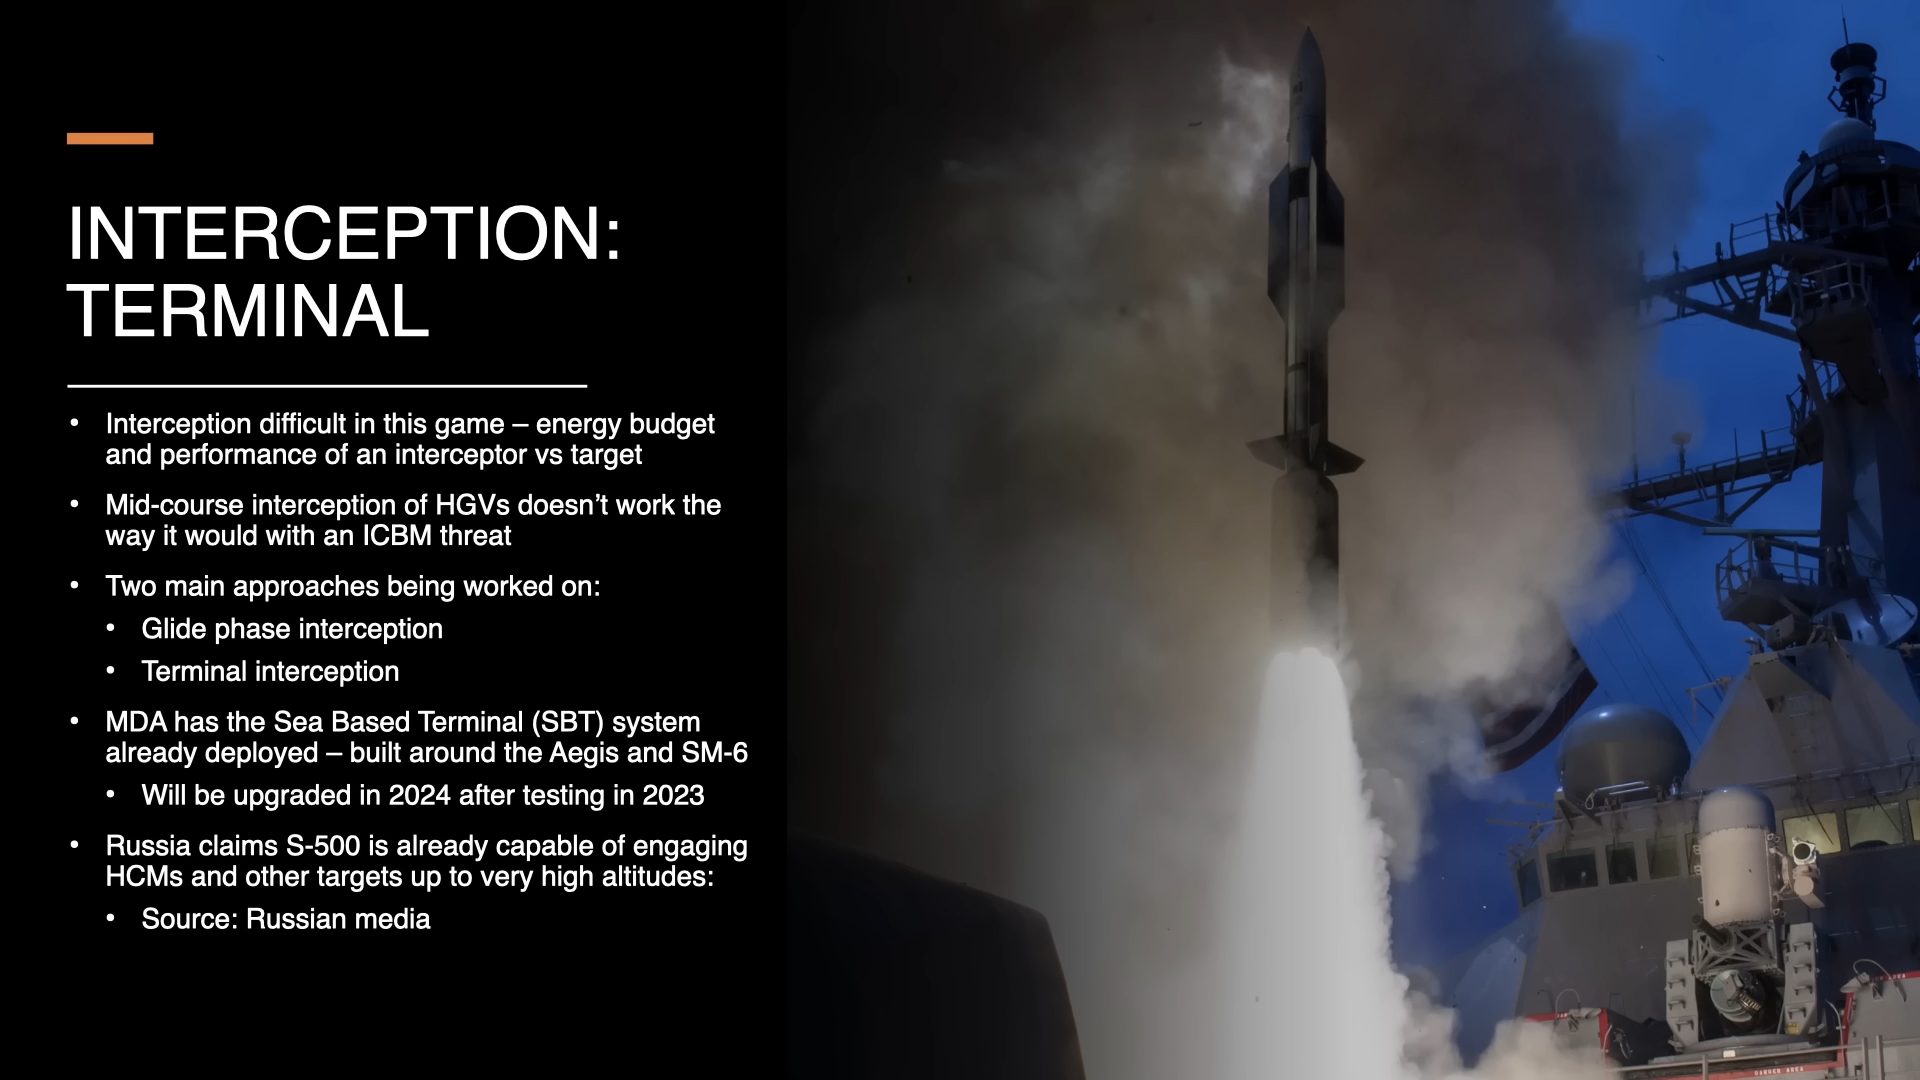 INTERCEPTION:
TERMINAL
• Interception difficult in this game – energy budget
and performance of an interceptor vs target
• Mid-course interception of HGVs doesn’t work the
way it would with an ICBM threat
• Two main approaches being worked on:
• Glide phase interception
• Terminal interception
• MDA has the Sea Based Terminal (SBT) system
already deployed – built around the Aegis and SM-6
• Will be upgraded in 2024 after testing in 2023
• Russia claims S-500 is already capable of engaging
HCMs and other targets up to very high altitudes:
• Source: Russian media
DANGER AREA